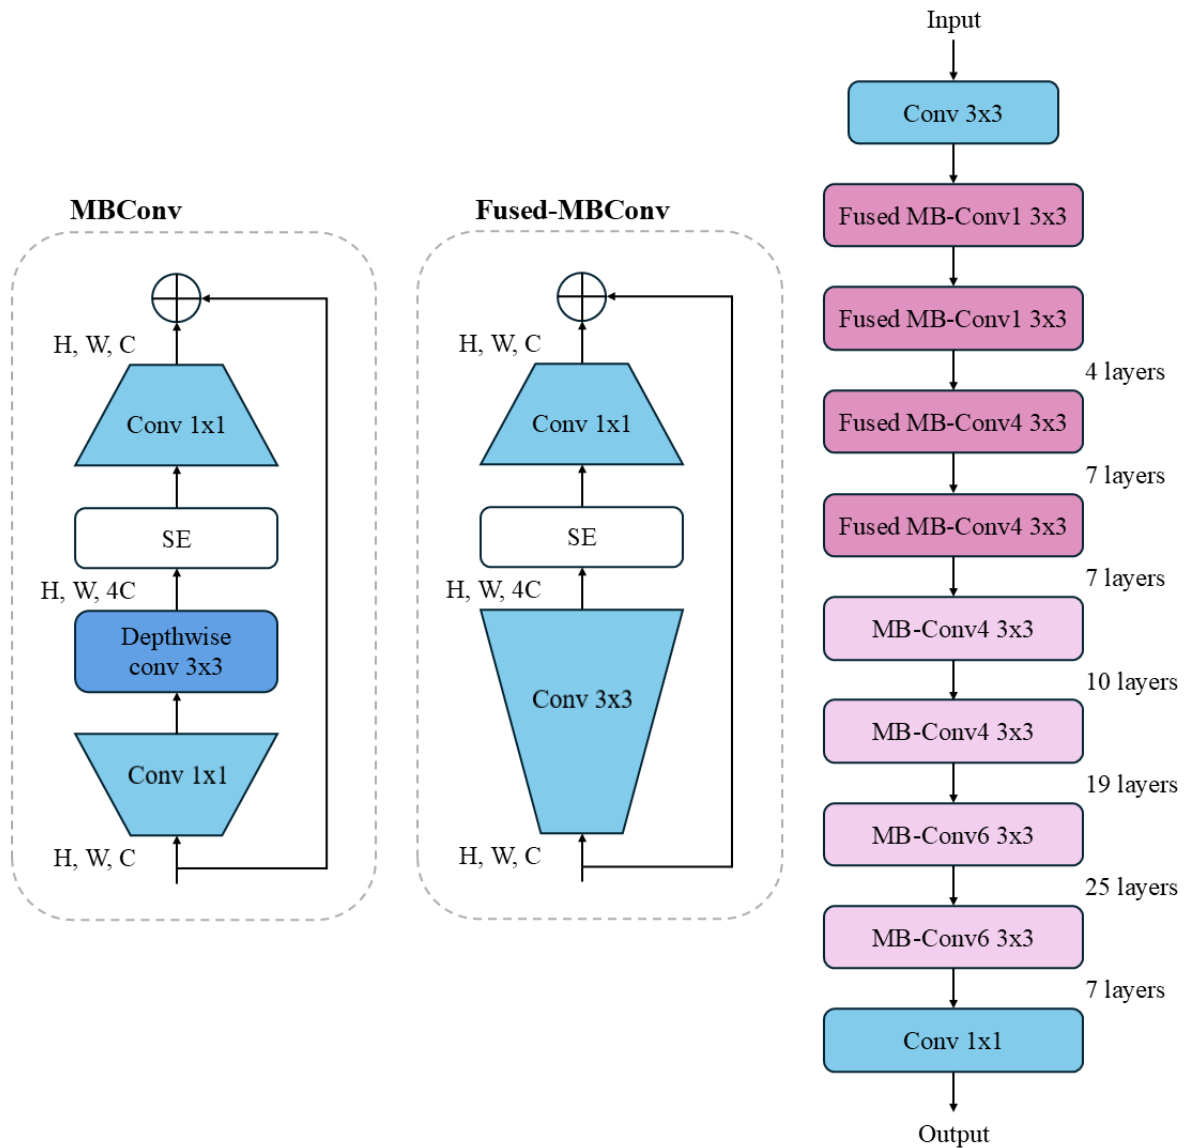 MBConv
H, W, C
Conv 1x1
SE
H, W, 4C
Depthwise
conv 3x3
Conv 1x1
H, W, C
Fused-MBConv
H, W, C
Conv 1x1
SE
H, W, 4C
Conv 3x3
H, W, C
Input
Conv 3x3
Fused MB-Conv1 3x3
Fused MB-Conv1 3x3
4 layers
Fused MB-Conv4 3x3
7 layers
Fused MB-Conv4 3x3
7 layers
MB-Conv4 3x3
10 layers
MB-Conv4 3x3
19 layers
MB-Conv6 3x3
25 layers
MB-Conv6 3x3
7 layers
Conv 1x1
Output